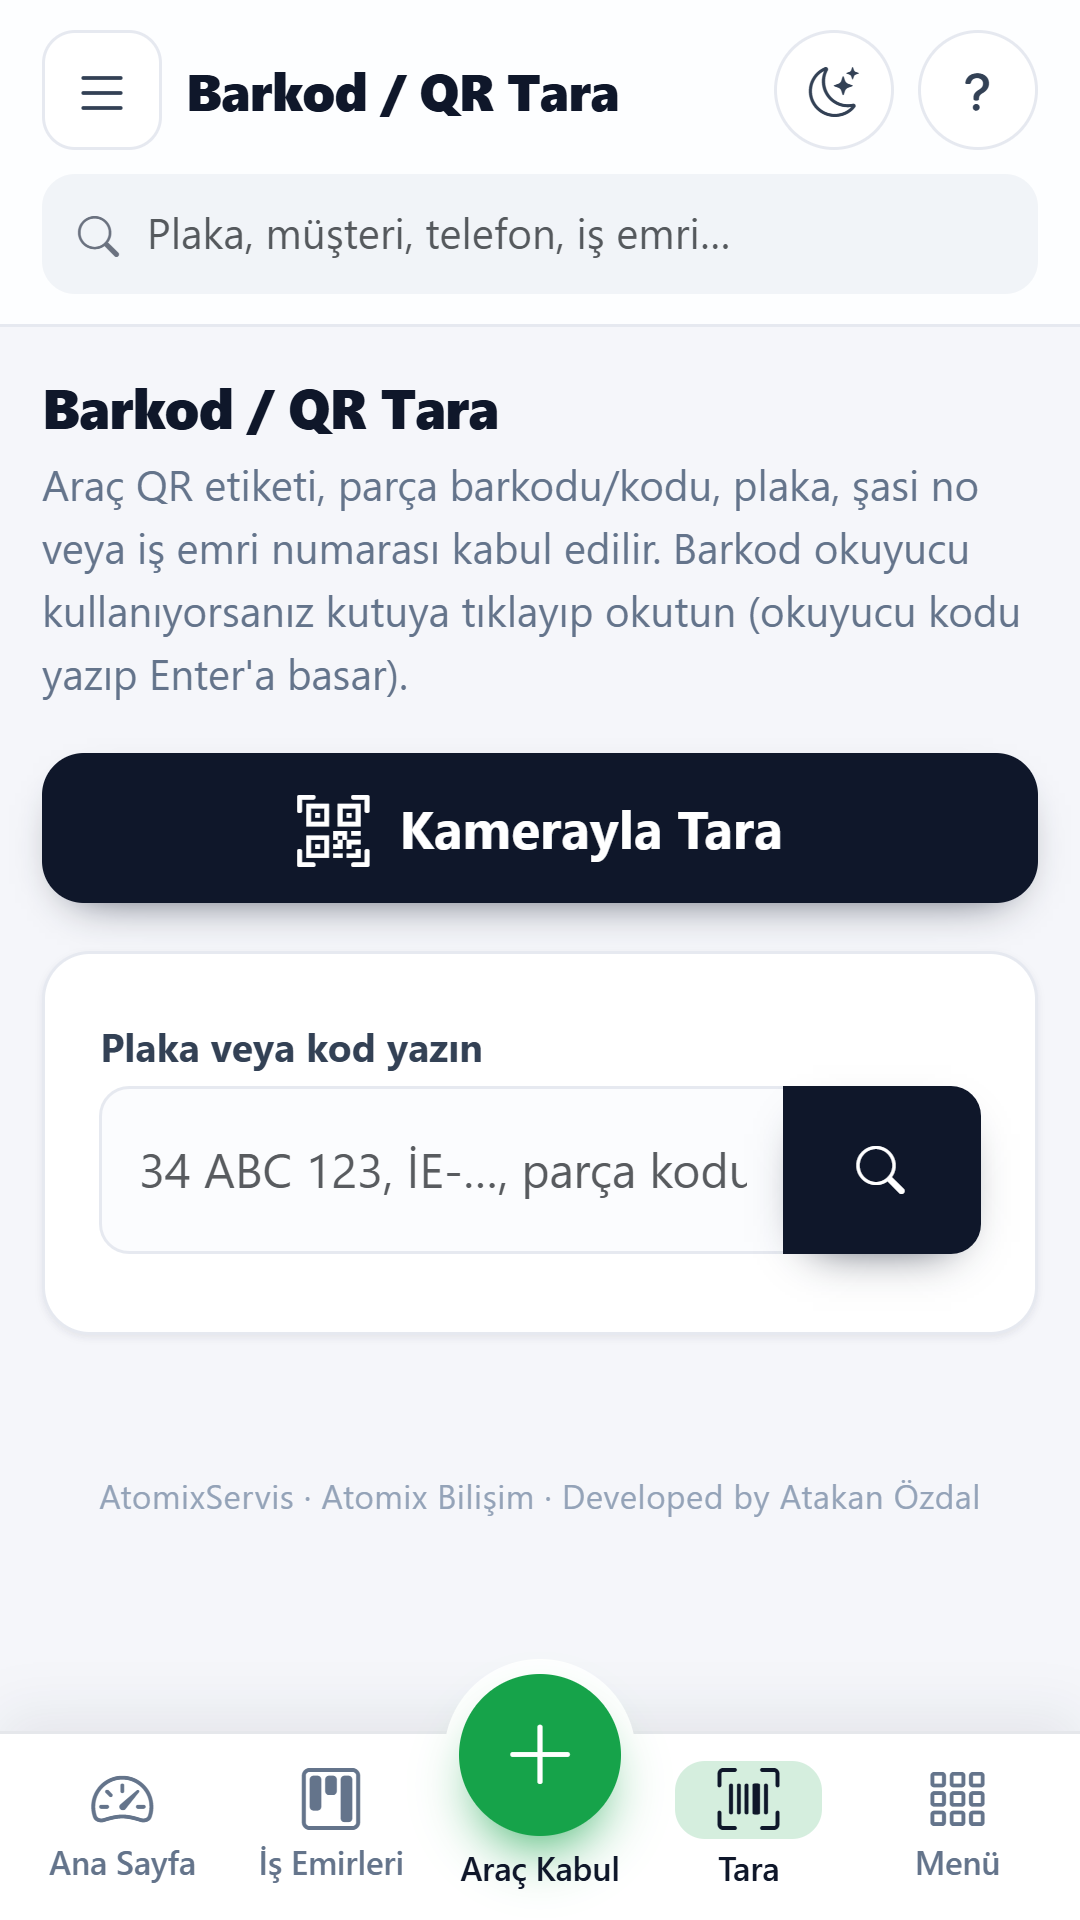 Barkod / QR Tara
?
Plaka, müşteri, telefon, iş emri...
Barkod / QR Tara
Araç QR etiketi, parça barkodu/kodu, plaka, şasi no
veya iş emri numarası kabul edilir. Barkod okuyucu
kullanıyorsanız kutuya tıklayıp okutun (okuyucu kodu
yazıp Enter'a basar).
Kamerayla Tara
Plaka veya kod yazın
34 ABC 123, İE-..., parça kodu
AtomixServis · Atomix Bilişim · Developed by Atakan Özdal
Ana Sayfa
İş Emirleri
Araç Kabul
Tara
Menü